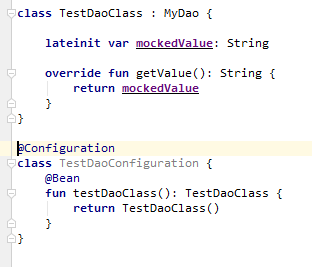 class TestDaoClass : MyDao {
lateinit var mockedValue: String
override fun getValue(): String {
return mockedValue
}
}
@Configuration
class TestDaoConfiguration {
@Bean
fun testDaoClass(): TestDaoClass {
return TestDaoClass()
}
}